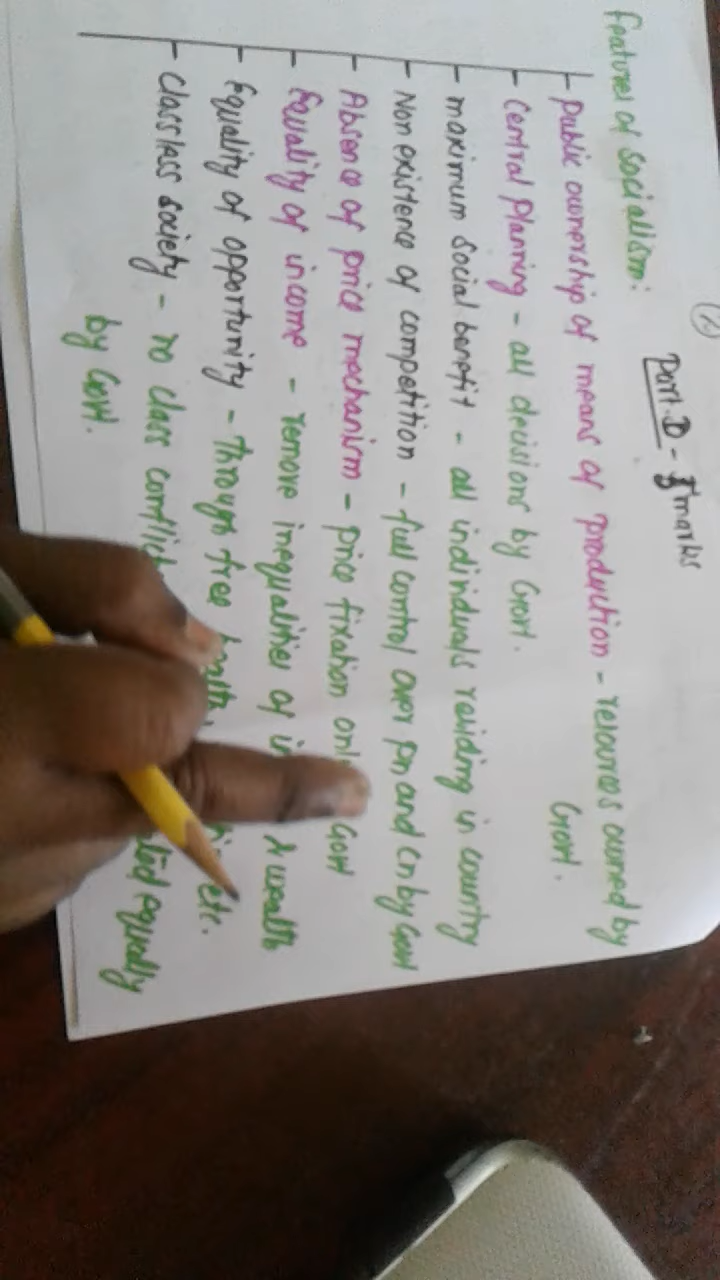 (2)
Part. D - 5 marks
features of socialism:
Public ownership of means of production - resources owned by
Govt.
Central Planning - all decisions by Govt.
maximum social benefit - all individuals residing in country
Non existence of competition - full control over pn and cn by Govt
Absence of price mechanism - price fixation Govt
Equality of income - remove inequalities of & wealth
Equality of opportunity - through free etc.
Classless society - no class equally
by Govt.